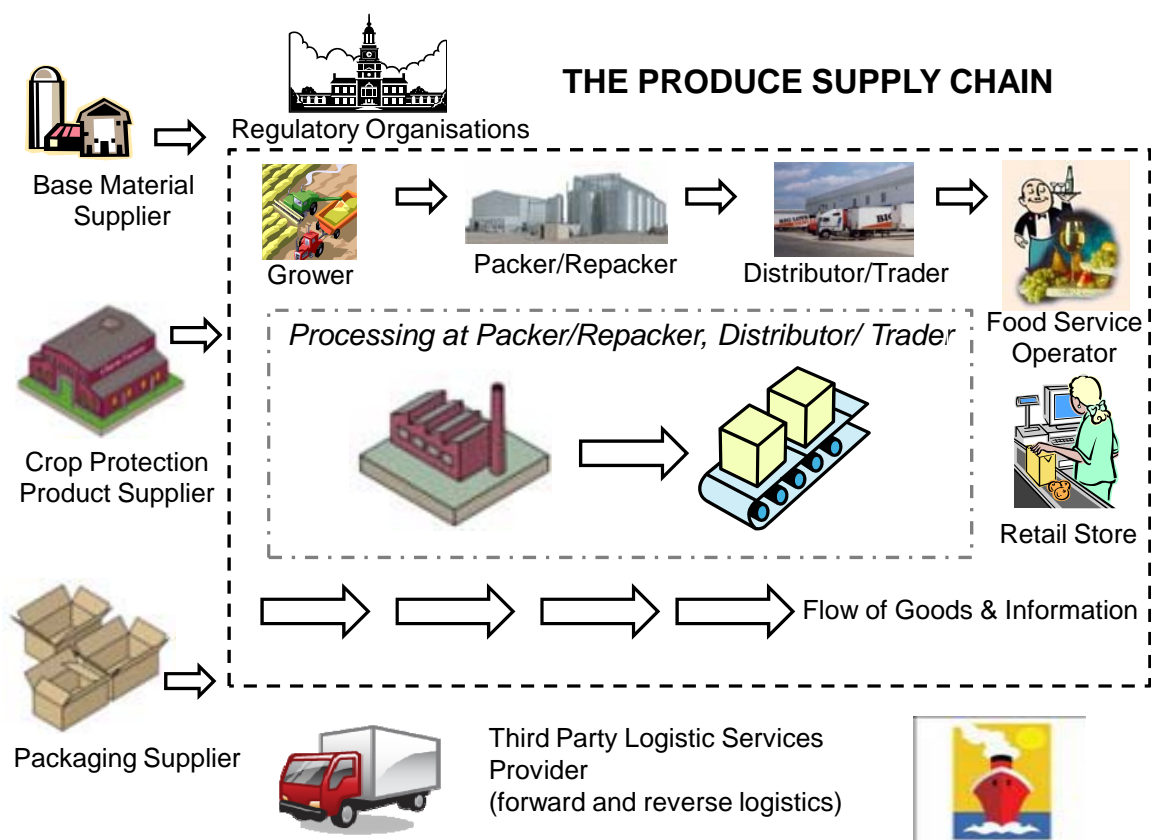 THE PRODUCE SUPPLY CHAIN
Regulatory Organisations
Base Material
Supplier
Grower
Packer/Repacker
Distributor/Trader
Food Service
Operator
Processing at Packer/Repacker, Distributor/ Trader
Crop Protection
Product Supplier
Retail Store
Flow of Goods & Information
Packaging Supplier
Third Party Logistic Services
Provider
(forward and reverse logistics)